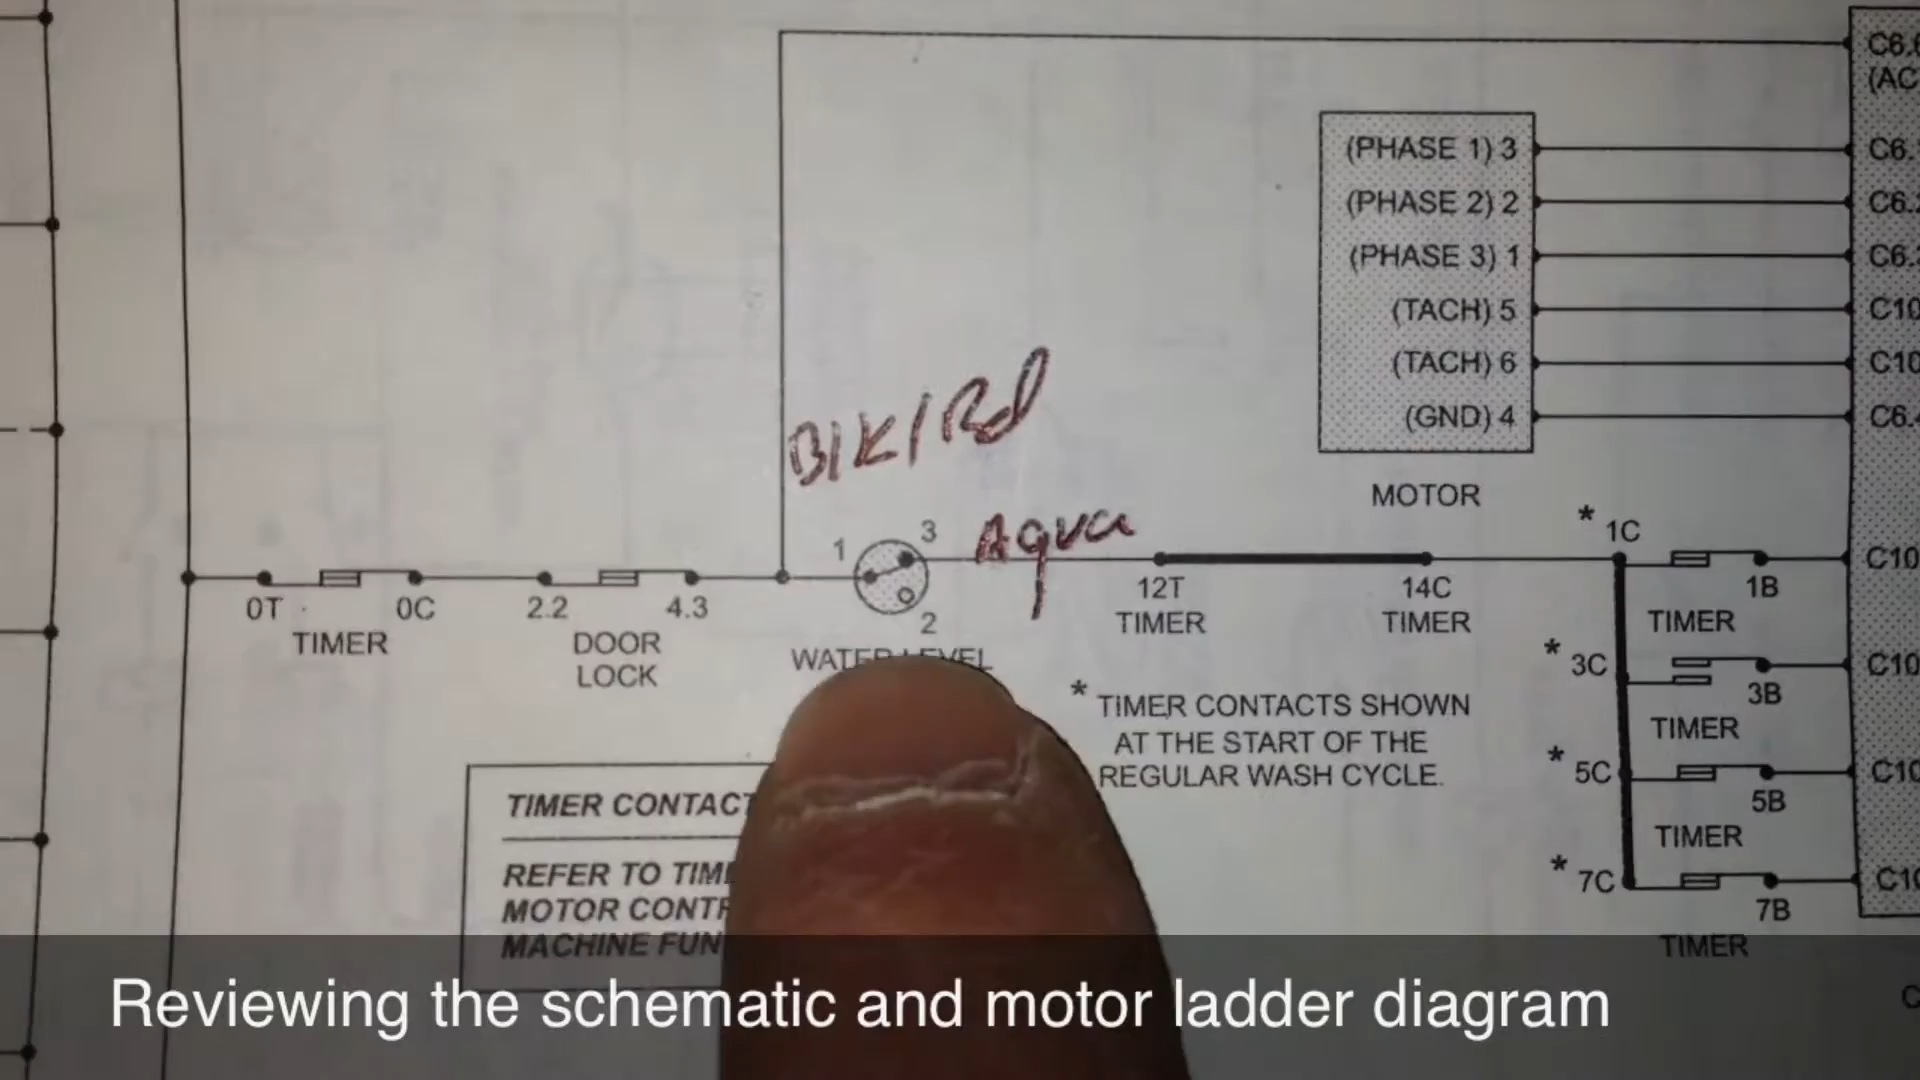 C6.
(AC
(PHASE 1) 3
C6.
(PHASE 2) 2
C6.
(PHASE 3) 1
C6.
(TACH) 5
C10
(TACH) 6
C10
(GND) 4
C6.
MOTOR
Blk/Rd
Aqua
1
3
2
0T
0C
TIMER
2.2
4.3
DOOR
LOCK
WATER LEVEL
12T
TIMER
14C
TIMER
* 1C
1B
C10
TIMER
* 3C
3B
C10
TIMER
* 5C
5B
C10
TIMER
* 7C
7B
C10
TIMER
* TIMER CONTACTS SHOWN
AT THE START OF THE
REGULAR WASH CYCLE.
TIMER CONTACT
REFER TO TIM
MOTOR CONT
MACHINE FUN
Reviewing the schematic and motor ladder diagram